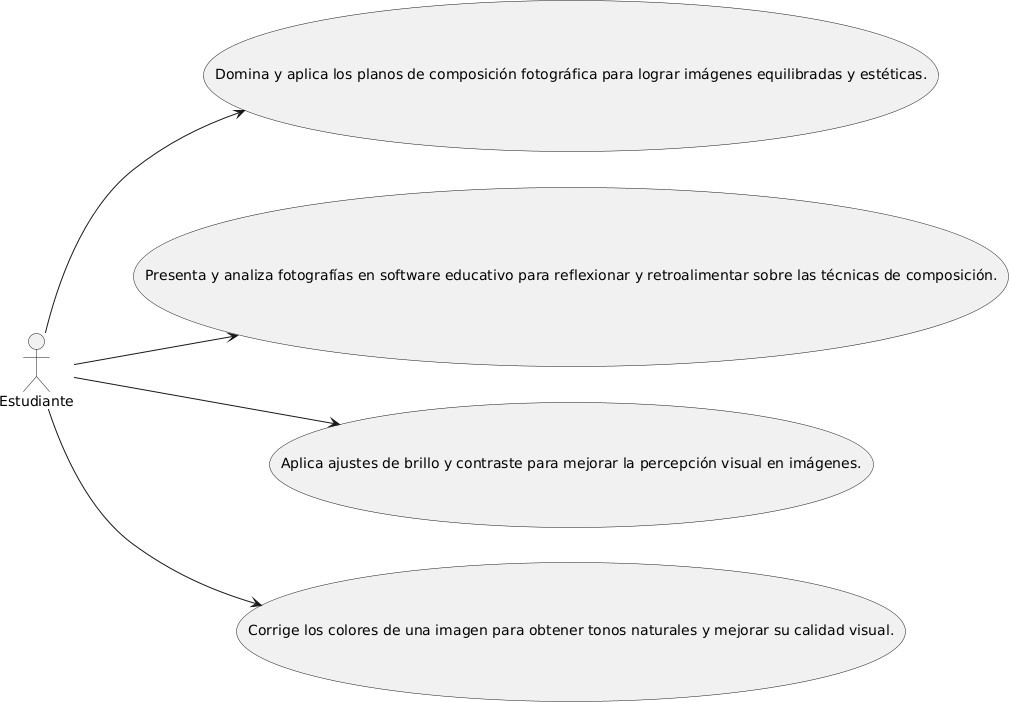 Domina y aplica los planos de composición fotográfica para lograr imágenes equilibradas y estéticas.
Presenta y analiza fotografías en software educativo para reflexionar y retroalimentar sobre las técnicas de composición.
Estudiante
Aplica ajustes de brillo y contraste para mejorar la percepción visual en imágenes.
Corrige los colores de una imagen para obtener tonos naturales y mejorar su calidad visual.